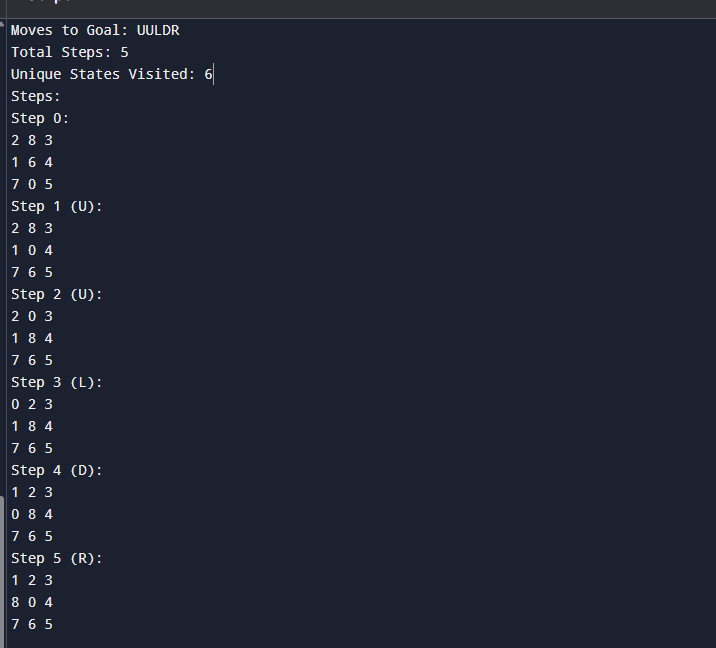 Moves to Goal: UULDR
Total Steps: 5
Unique States Visited: 6
Steps:
Step 0:
2 8 3
1 6 4
7 0 5
Step 1 (U):
2 8 3
1 0 4
7 6 5
Step 2 (U):
2 0 3
1 8 4
7 6 5
Step 3 (L):
0 2 3
1 8 4
7 6 5
Step 4 (D):
1 2 3
0 8 4
7 6 5
Step 5 (R):
1 2 3
8 0 4
7 6 5